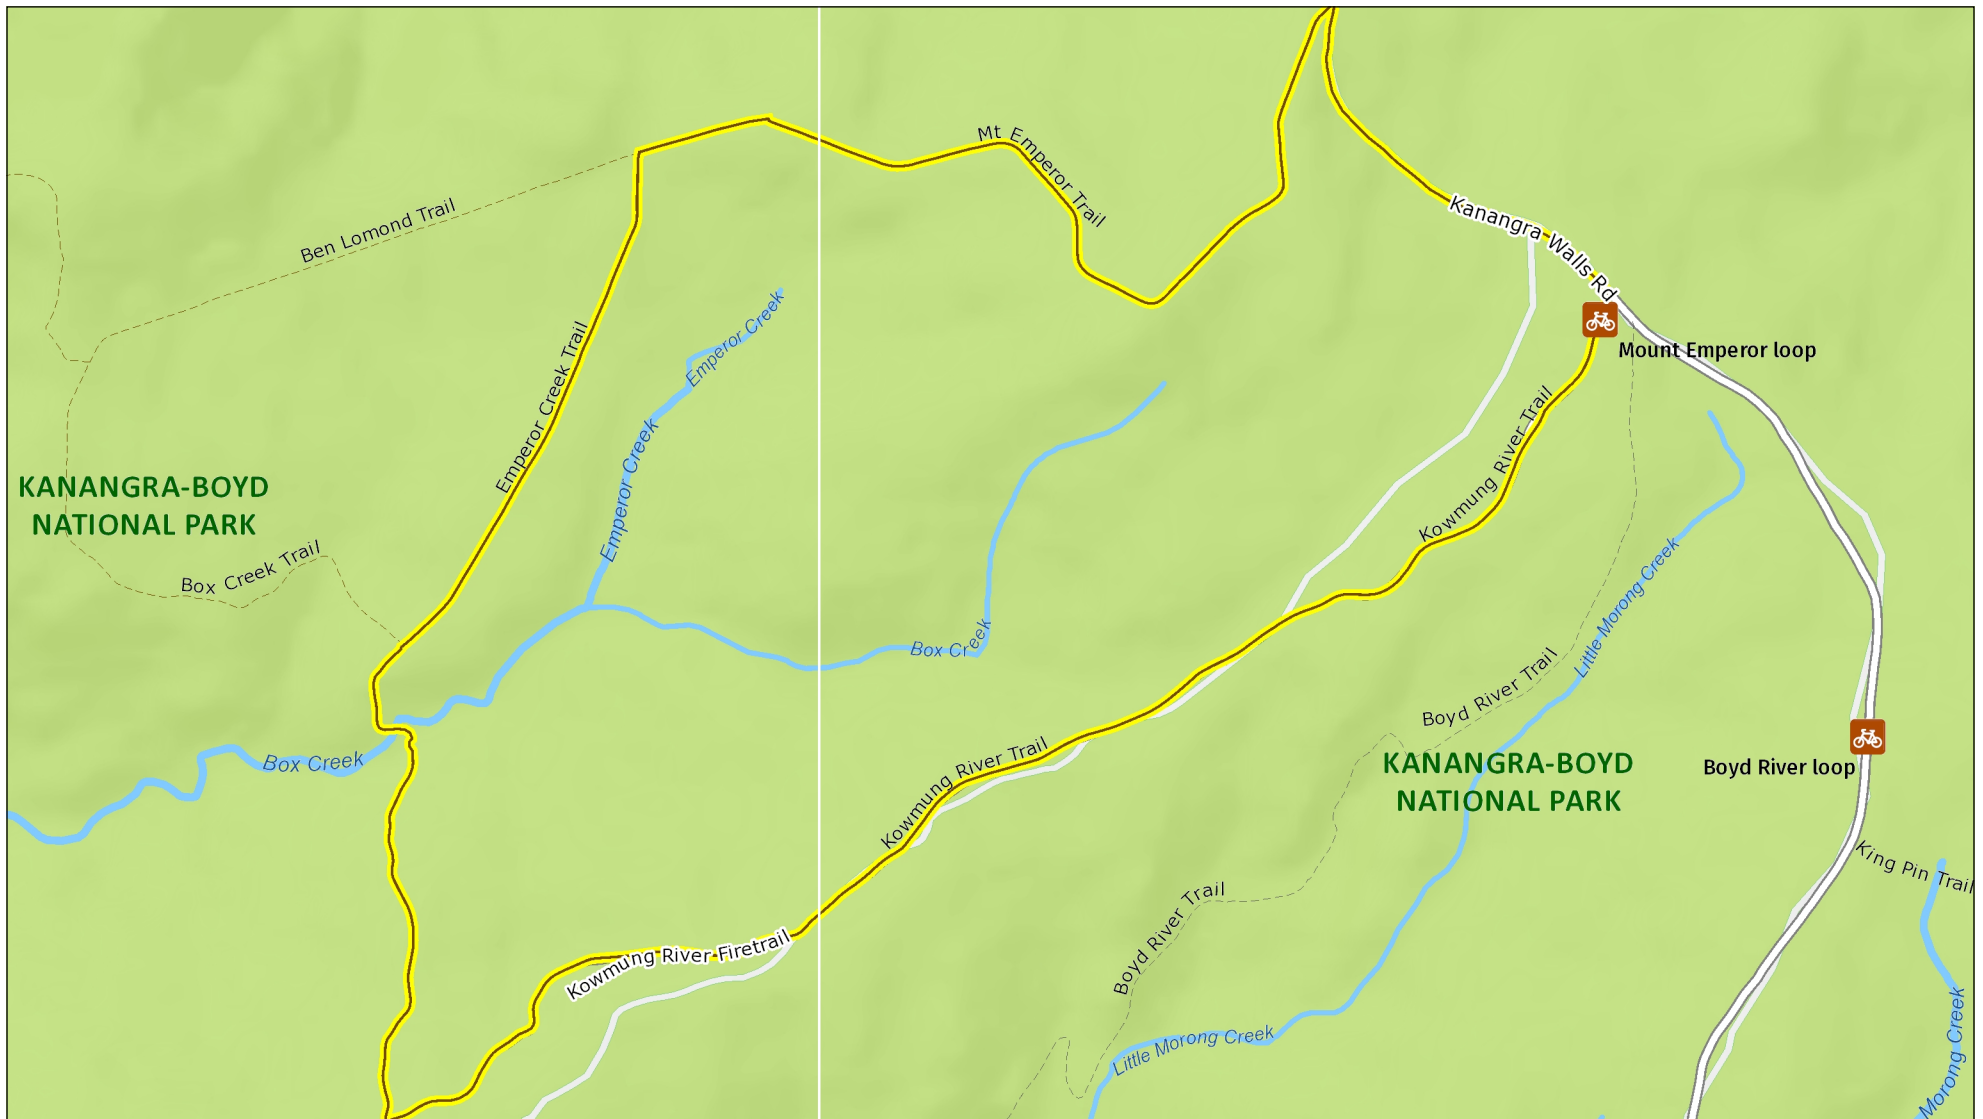 Mt Emperor Trail
Ben Lomond Trail
Kanangra Walls Rd
Emperor Creek
Mount Emperor loop
Emperor Creek Trail
Emperor Creek
Kowmung River Trail
KANANGRA-BOYD
NATIONAL PARK
Box Creek Trail
Little Morong Creek
Box Creek
Boyd River Trail
Box Creek
Kowmung River Trail
KANANGRA-BOYD
NATIONAL PARK
Boyd River loop
King Pin Trail
Boyd River Trail
Kowmung River Firetrail
Little Morong Creek
Morong Creek